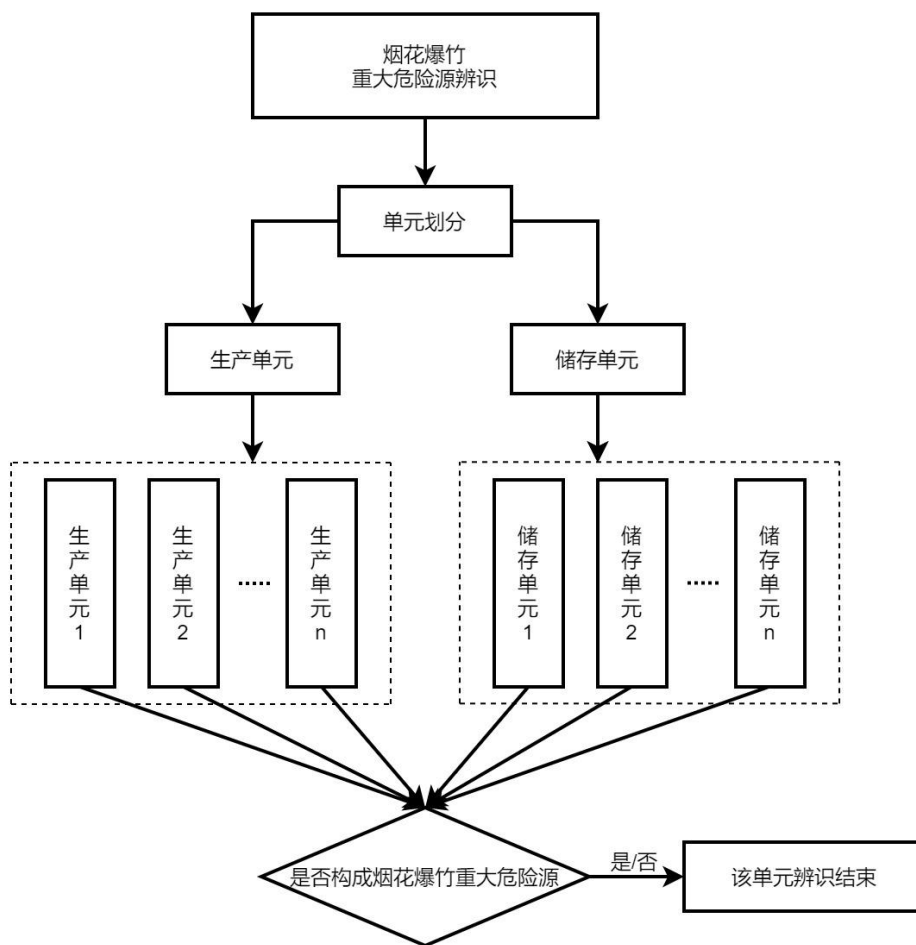 烟花爆竹
重大危险源辨识
单元划分
生产单元
储存单元
生产单元1
生产单元2
······
生产单元n
储存单元1
储存单元2
······
储存单元n
是否构成烟花爆竹重大危险源
是/否
该单元辨识结束